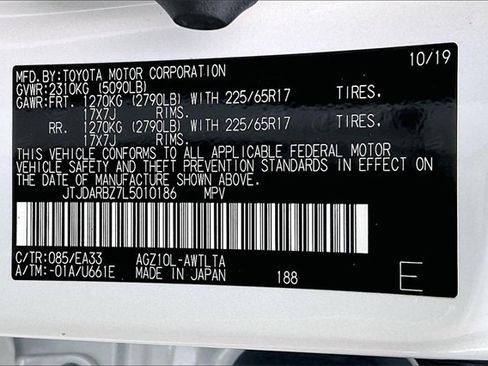 10/19
MFD.BY:TOYOTA MOTOR CORPORATION
GVWR:2310KG (5090LB)
GAWR:FRT. 1270KG (2790LB) WITH 225/65R17 TIRES.
17X7J RIMS.
RR. 1270KG (2790LB) WITH 225/65R17 TIRES.
17X7J RIMS.
THIS VEHICLE CONFORMS TO ALL APPLICABLE FEDERAL MOTOR
VEHICLE SAFETY AND THEFT PREVENTION STANDARDS IN EFFECT ON
THE DATE OF MANUFACTURE SHOWN ABOVE.
JTJDARBZ7L5010186 MPV
C/TR:085/EA33 AGZ10L-AWTLTA
A/TM:-01A/U661E MADE IN JAPAN 188 E